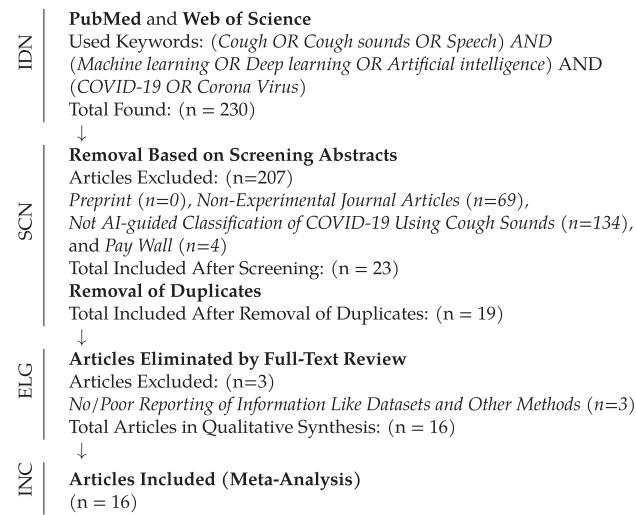 IDN
PubMed and Web of Science
Used Keywords: (Cough OR Cough sounds OR Speech) AND
(Machine learning OR Deep learning OR Artificial intelligence) AND
(COVID-19 OR Corona Virus)
Total Found: (n = 230)
↓
SCN
Removal Based on Screening Abstracts
Articles Excluded: (n=207)
Preprint (n=0), Non-Experimental Journal Articles (n=69),
Not AI-guided Classification of COVID-19 Using Cough Sounds (n=134),
and Pay Wall (n=4)
Total Included After Screening: (n = 23)
Removal of Duplicates
Total Included After Removal of Duplicates: (n = 19)
↓
ELG
Articles Eliminated by Full-Text Review
Articles Excluded: (n=3)
No/Poor Reporting of Information Like Datasets and Other Methods (n=3)
Total Articles in Qualitative Synthesis: (n = 16)
↓
INC
Articles Included (Meta-Analysis)
(n = 16)